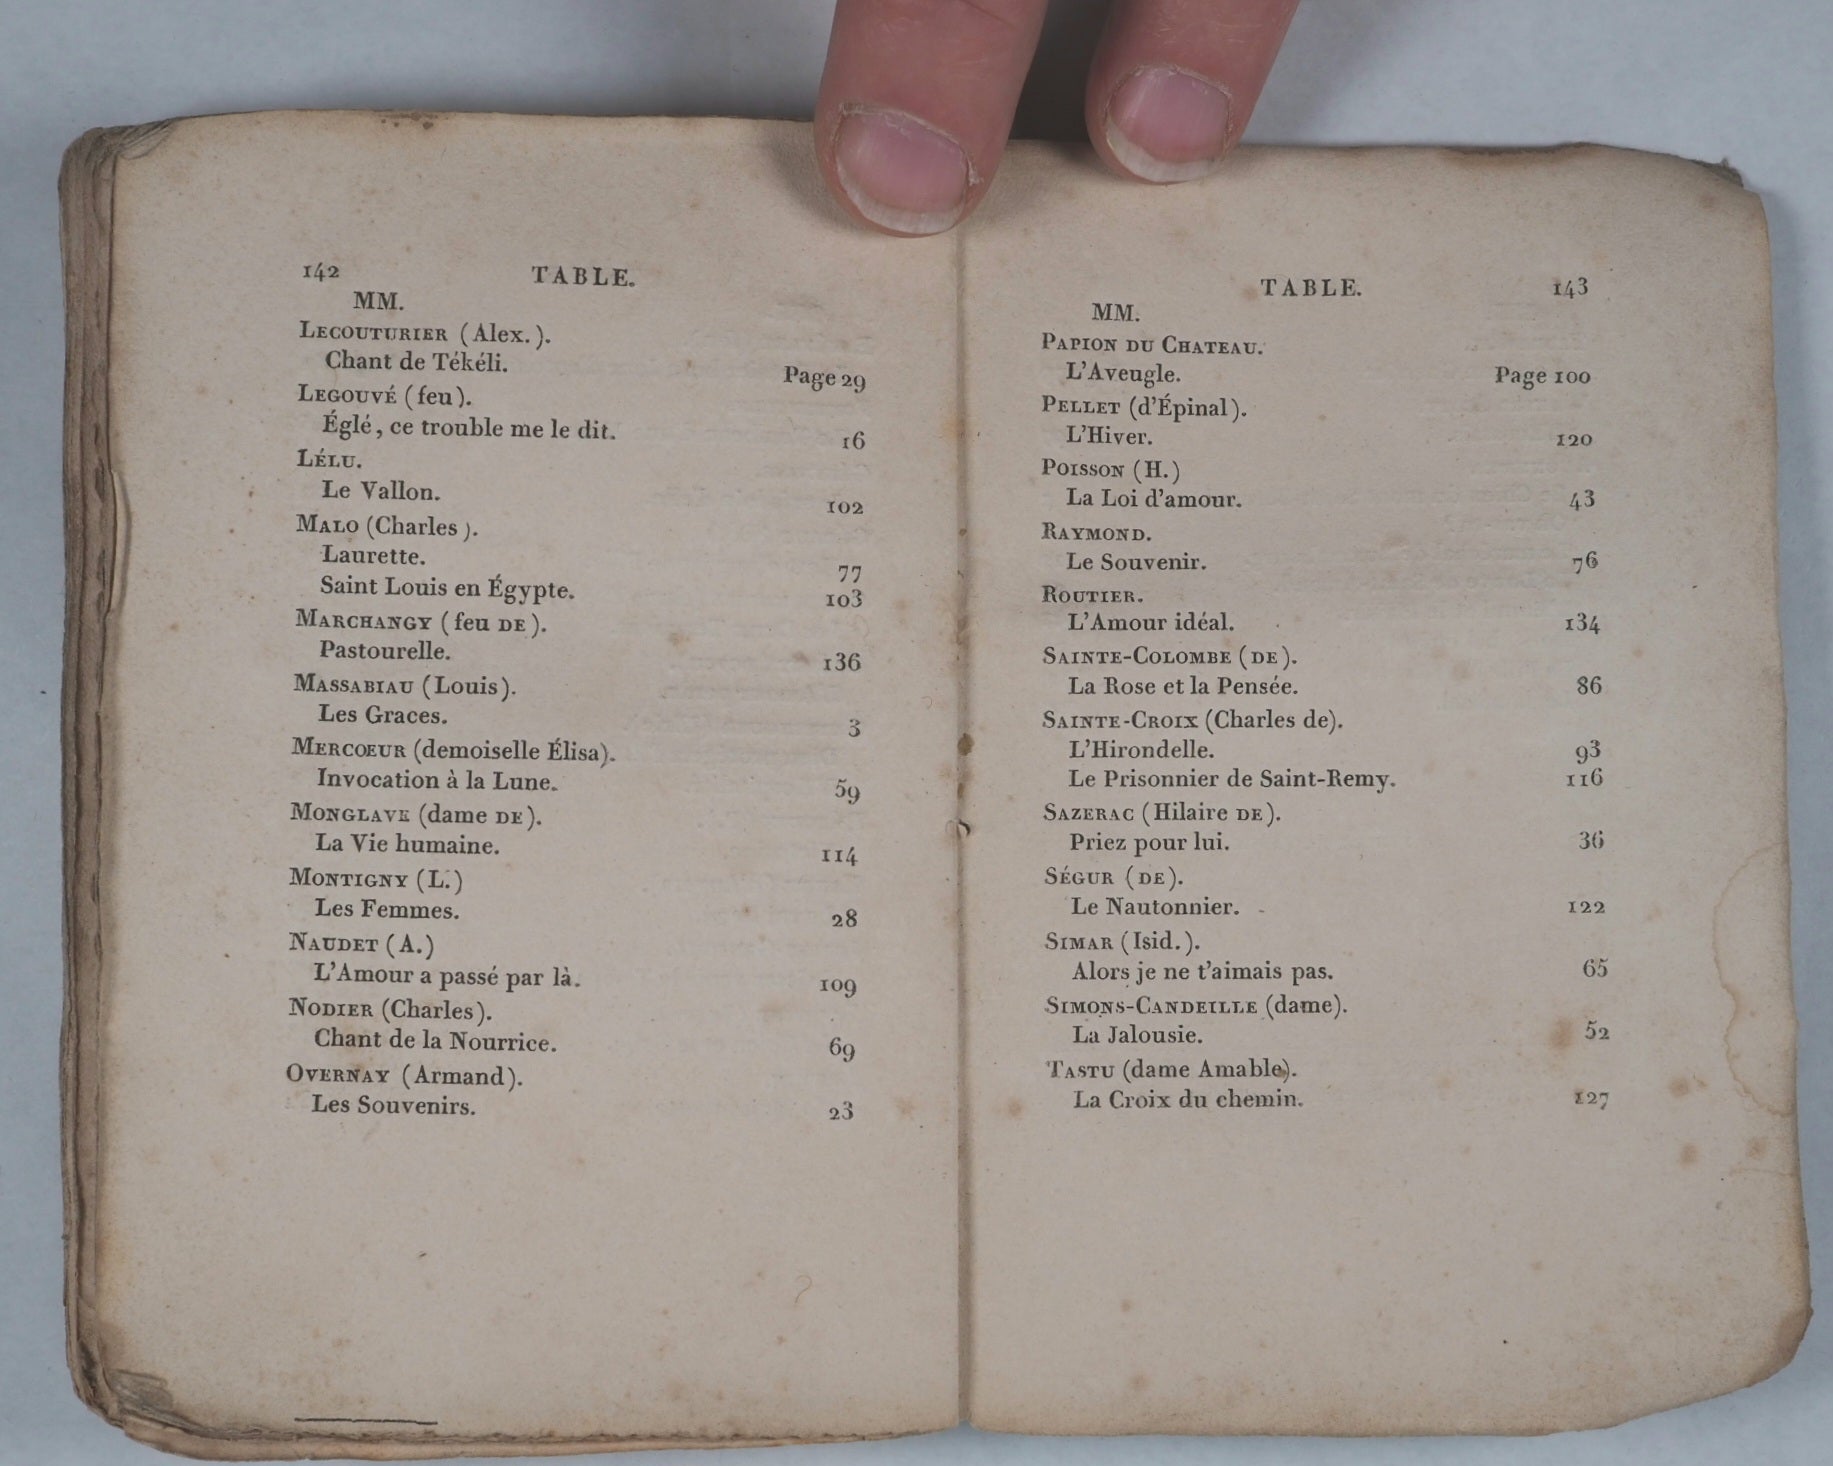 142 TABLE.
MM.
LECOUTURIER (Alex.).
Chant de Tékéli. Page 29
LEGOUVÉ (feu).
Églé, ce trouble me le dit. 16
LÉLU.
Le Vallon. 102
MALO (Charles).
Laurette. 77
Saint Louis en Égypte. 103
MARCHANGY (feu DE).
Pastourelle. 136
MASSABIAU (Louis).
Les Graces. 3
MERCOEUR (demoiselle Élisa).
Invocation à la Lune. 59
MONGLAVE (dame DE).
La Vie humaine. 114
MONTIGNY (L.)
Les Femmes. 28
NAUDET (A.)
L'Amour a passé par là. 109
NODIER (Charles).
Chant de la Nourrice. 69
OVERNAY (Armand).
Les Souvenirs. 23
TABLE. 143
MM.
PAPION DU CHATEAU.
L'Aveugle. Page 100
PELLET (d'Épinal).
L'Hiver. 120
POISSON (H.)
La Loi d'amour. 43
RAYMOND.
Le Souvenir. 76
ROUTIER.
L'Amour idéal. 134
SAINTE-COLOMBE (DE).
La Rose et la Pensée. 86
SAINTE-CROIX (Charles de).
L'Hirondelle. 93
Le Prisonnier de Saint-Remy. 116
SAZERAC (Hilaire DE).
Priez pour lui. 36
SÉGUR (DE).
Le Nautonnier. 122
SIMAR (Isid.).
Alors je ne t'aimais pas. 65
SIMONS-CANDEILLE (dame).
La Jalousie. 52
TASTU (dame Amable).
La Croix du chemin. 127